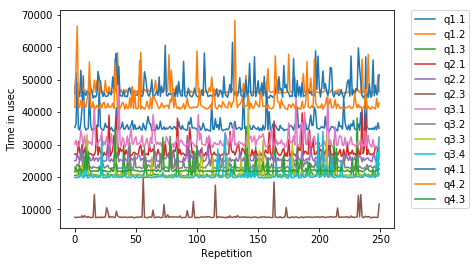 70000
60000
50000
40000
30000
20000
10000
Time in usec
0
50
100
150
200
250
Repetition
q1.1
q1.2
q1.3
q2.1
q2.2
q2.3
q3.1
q3.2
q3.3
q3.4
q4.1
q4.2
q4.3